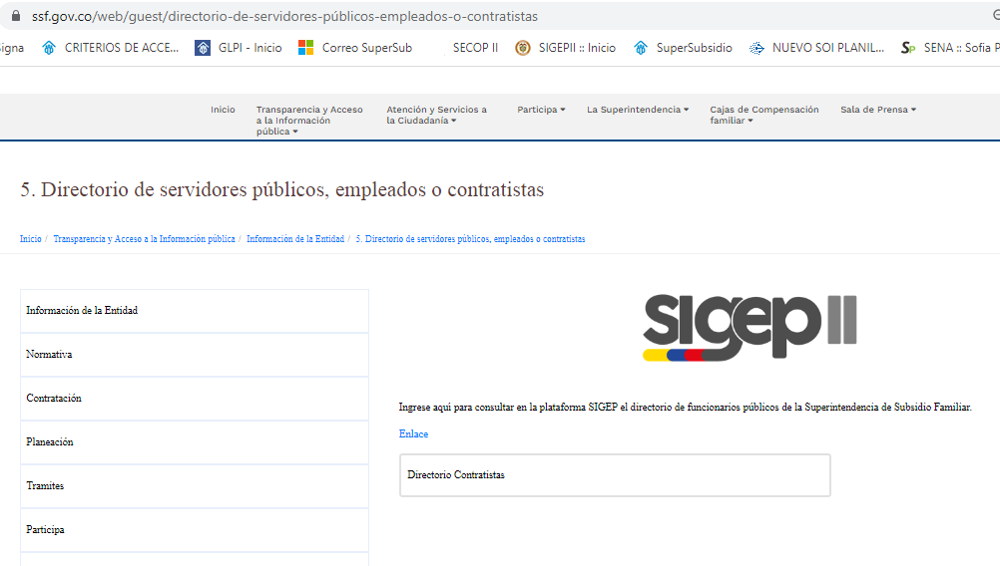 ssf.gov.co/web/guest/directorio-de-servidores-públicos-empleados-o-contratistas
igna CRITERIOS DE ACCE... GLPI - Inicio Correo SuperSub SECOP II SIGEPII :: Inicio SuperSubsidio NUEVO SOI PLANIL... SENA :: Sofia P
Inicio
Transparencia y Acceso
a la Información
pública
Atención y Servicios a
la Ciudadanía
Participa
La Superintendencia
Cajas de Compensación
familiar
Sala de Prensa
5. Directorio de servidores públicos, empleados o contratistas
Inicio / Transparencia y Acceso a la Información pública / Información de la Entidad / 5. Directorio de servidores públicos, empleados o contratistas
Información de la Entidad
Normativa
Contratación
Planeación
Tramites
Participa
sigep II
Ingrese aquí para consultar en la plataforma SIGEP el directorio de funcionarios públicos de la Superintendencia de Subsidio Familiar.
Enlace
Directorio Contratistas